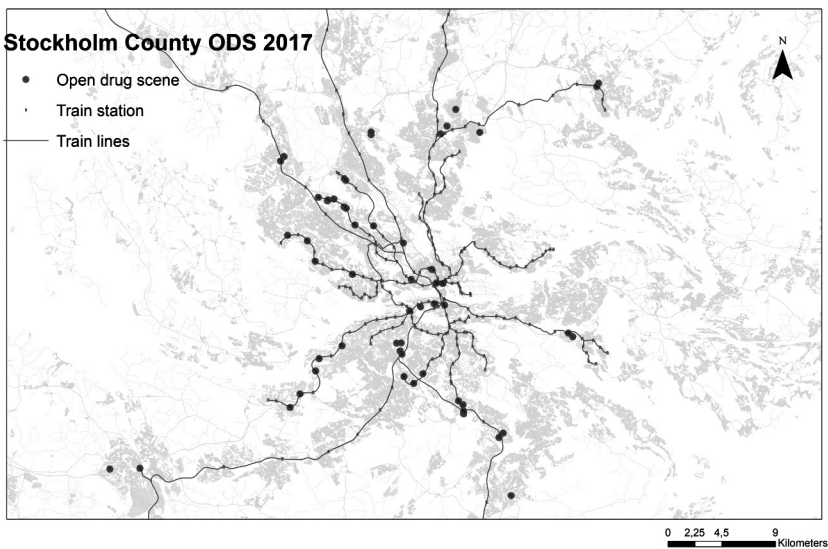 Stockholm County ODS 2017
Open drug scene
Train station
Train lines
N
0 2,25 4,5 9
Kilometers